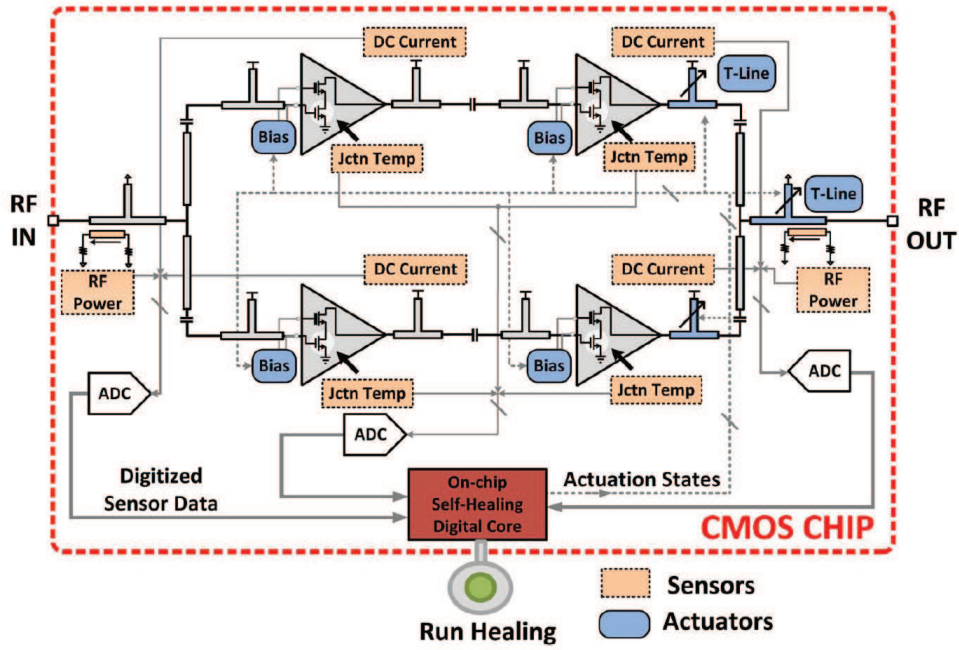 DC Current
DC Current
T-Line
Bias
Bias
Jctn Temp
Jctn Temp
RF
IN
T-Line
RF
OUT
RF
Power
DC Current
DC Current
RF
Power
Bias
Bias
ADC
Jctn Temp
Jctn Temp
ADC
ADC
Digitized
Sensor Data
On-chip
Self-Healing
Digital Core
Actuation States
CMOS CHIP
Run Healing
Sensors
Actuators